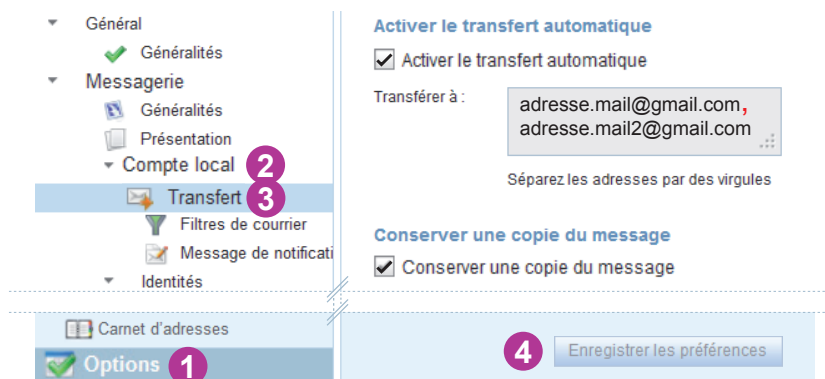 Général
Généralités
Messagerie
Généralités
Présentation
Compte local 2
Transfert 3
Filtres de courrier
Message de notificati
Identités
Carnet d'adresses
Options 1
Activer le transfert automatique
Activer le transfert automatique
Transférer à :
adresse.mail@gmail.com,
adresse.mail2@gmail.com
Séparez les adresses par des virgules
Conserver une copie du message
Conserver une copie du message
4 Enregistrer les préférences